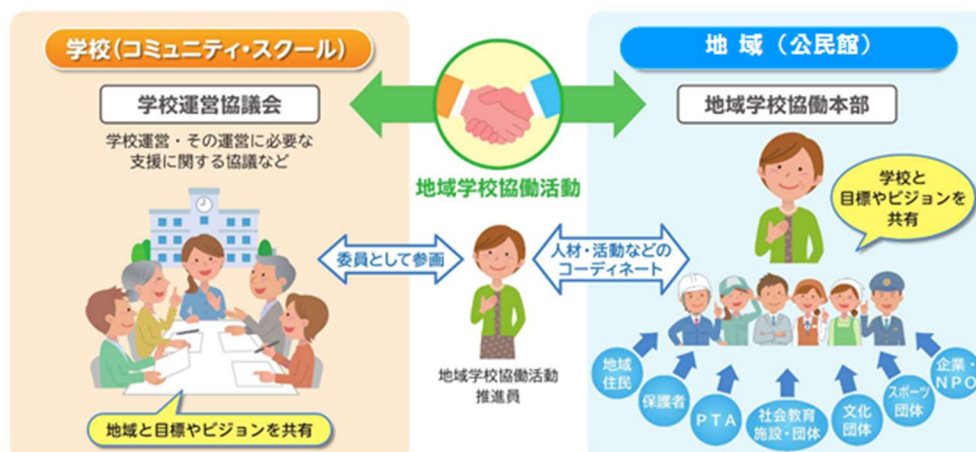 学校(コミュニティ・スクール)
地 域 (公民館)
学校運営協議会
学校運営・その運営に必要な
支援に関する協議など
地域学校協働活動
地域学校協働本部
学校と
目標やビジョンを
共有
委員として参画
人材・活動などの
コーディネート
地域学校協働活動
推進員
地域と目標やビジョンを共有
地域
住民
保護者
PTA
社会教育
施設・団体
文化
団体
スポーツ
団体
企業・
NPO